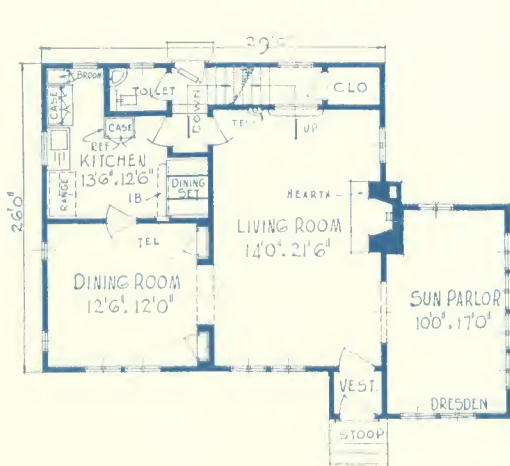 BROOM
TOILET
CLO
CASE
DOWN
CASE
TEL
UP
REF
KITCHEN
13'6". 12'6"
RANGE
IB
DINING
SET
HEARTH
26'0"
LIVING ROOM
14'0". 21'6"
TEL
DINING ROOM
12'6". 12'0"
SUN PARLOR
10'0". 17'0"
VEST.
DRESDEN
STOOP